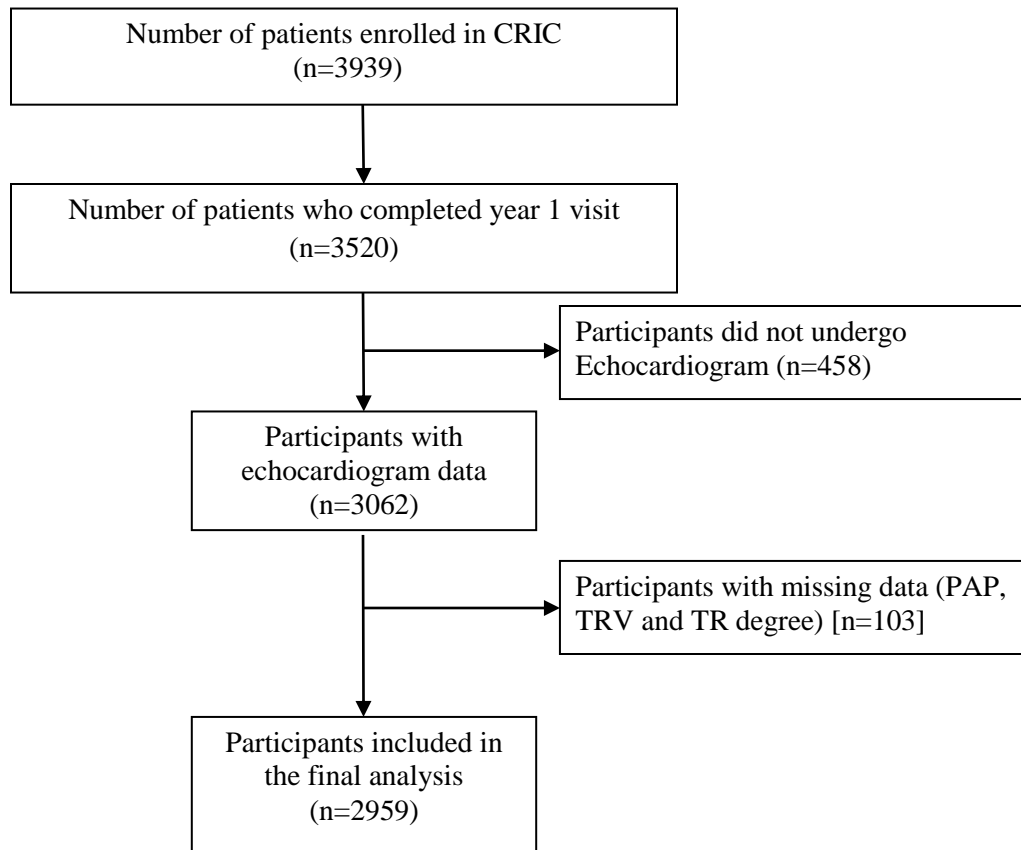 Number of patients enrolled in CRIC
(n=3939)
Number of patients who completed year 1 visit
(n=3520)
Participants did not undergo
Echocardiogram (n=458)
Participants with
echocardiogram data
(n=3062)
Participants with missing data (PAP,
TRV and TR degree) [n=103]
Participants included in
the final analysis
(n=2959)